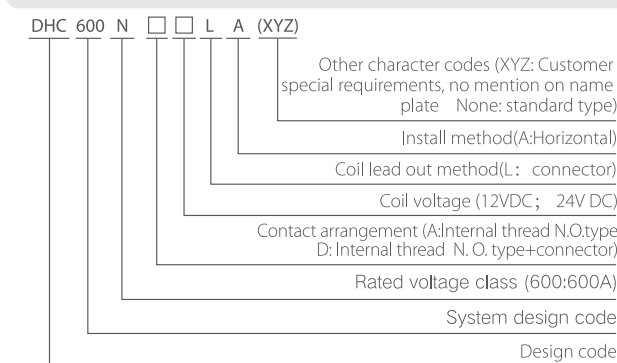 DHC 600 N □ □ L A (XYZ)
Other character codes (XYZ: Customer
special requirements, no mention on name
plate None: standard type)
Install method(A:Horizontal)
Coil lead out method(L: connector)
Coil voltage (12VDC; 24V DC)
Contact arrangement (A:Internal thread N.O.type
D: Internal thread N. O. type+connector)
Rated voltage class (600:600A)
System design code
Design code